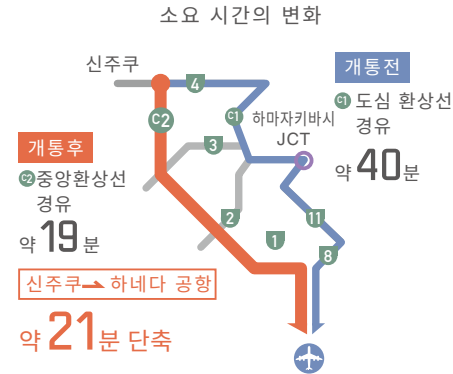 소요 시간의 변화
신주쿠
개통전
C1 도심 환상선
경유
약 40분
4
C2
C1
하마자키바시
JCT
3
개통후
C2 중앙환상선
경유
약 19분
2
11
1
8
신주쿠 하네다 공항
약 21분 단축